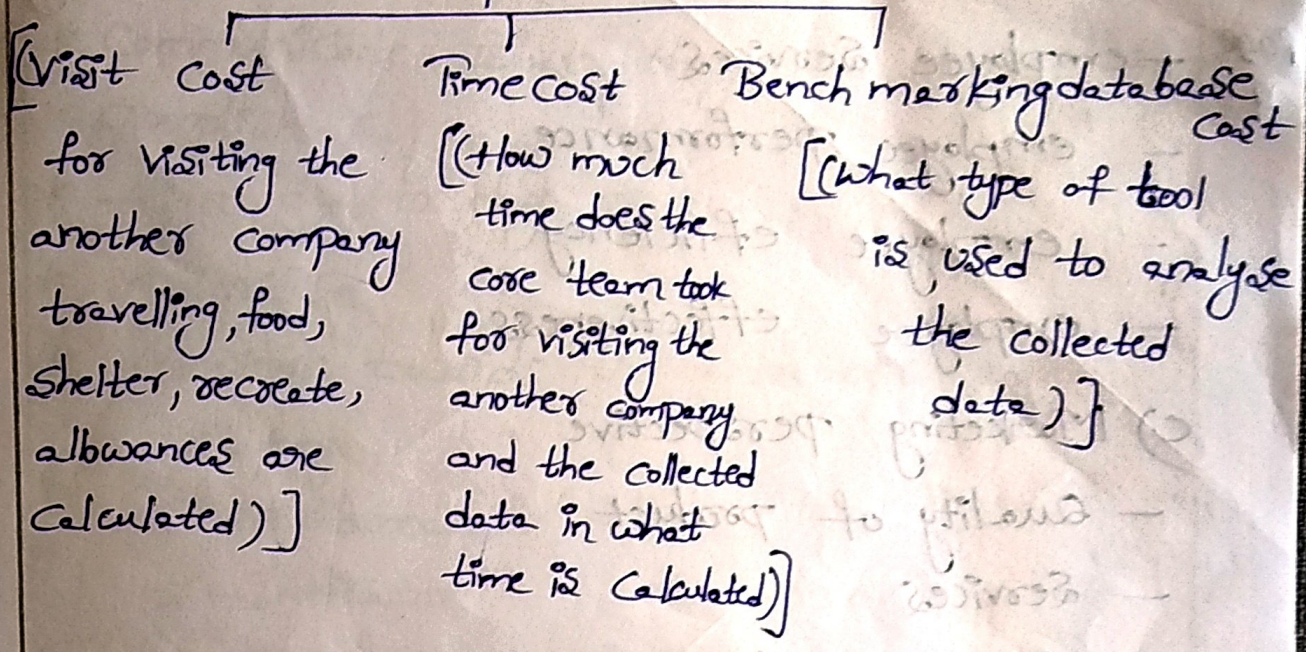 [(Visit Cost
for visiting the
another company
travelling, food,
shelter, recreate,
allowances are
calculated)]
Time cost
[(How much
time does the
core team took
for visiting the
another company
and the collected
data in what
time is calculated)]
Bench marking database
cost
[(what type of tool
is used to analyse
the collected
data)}